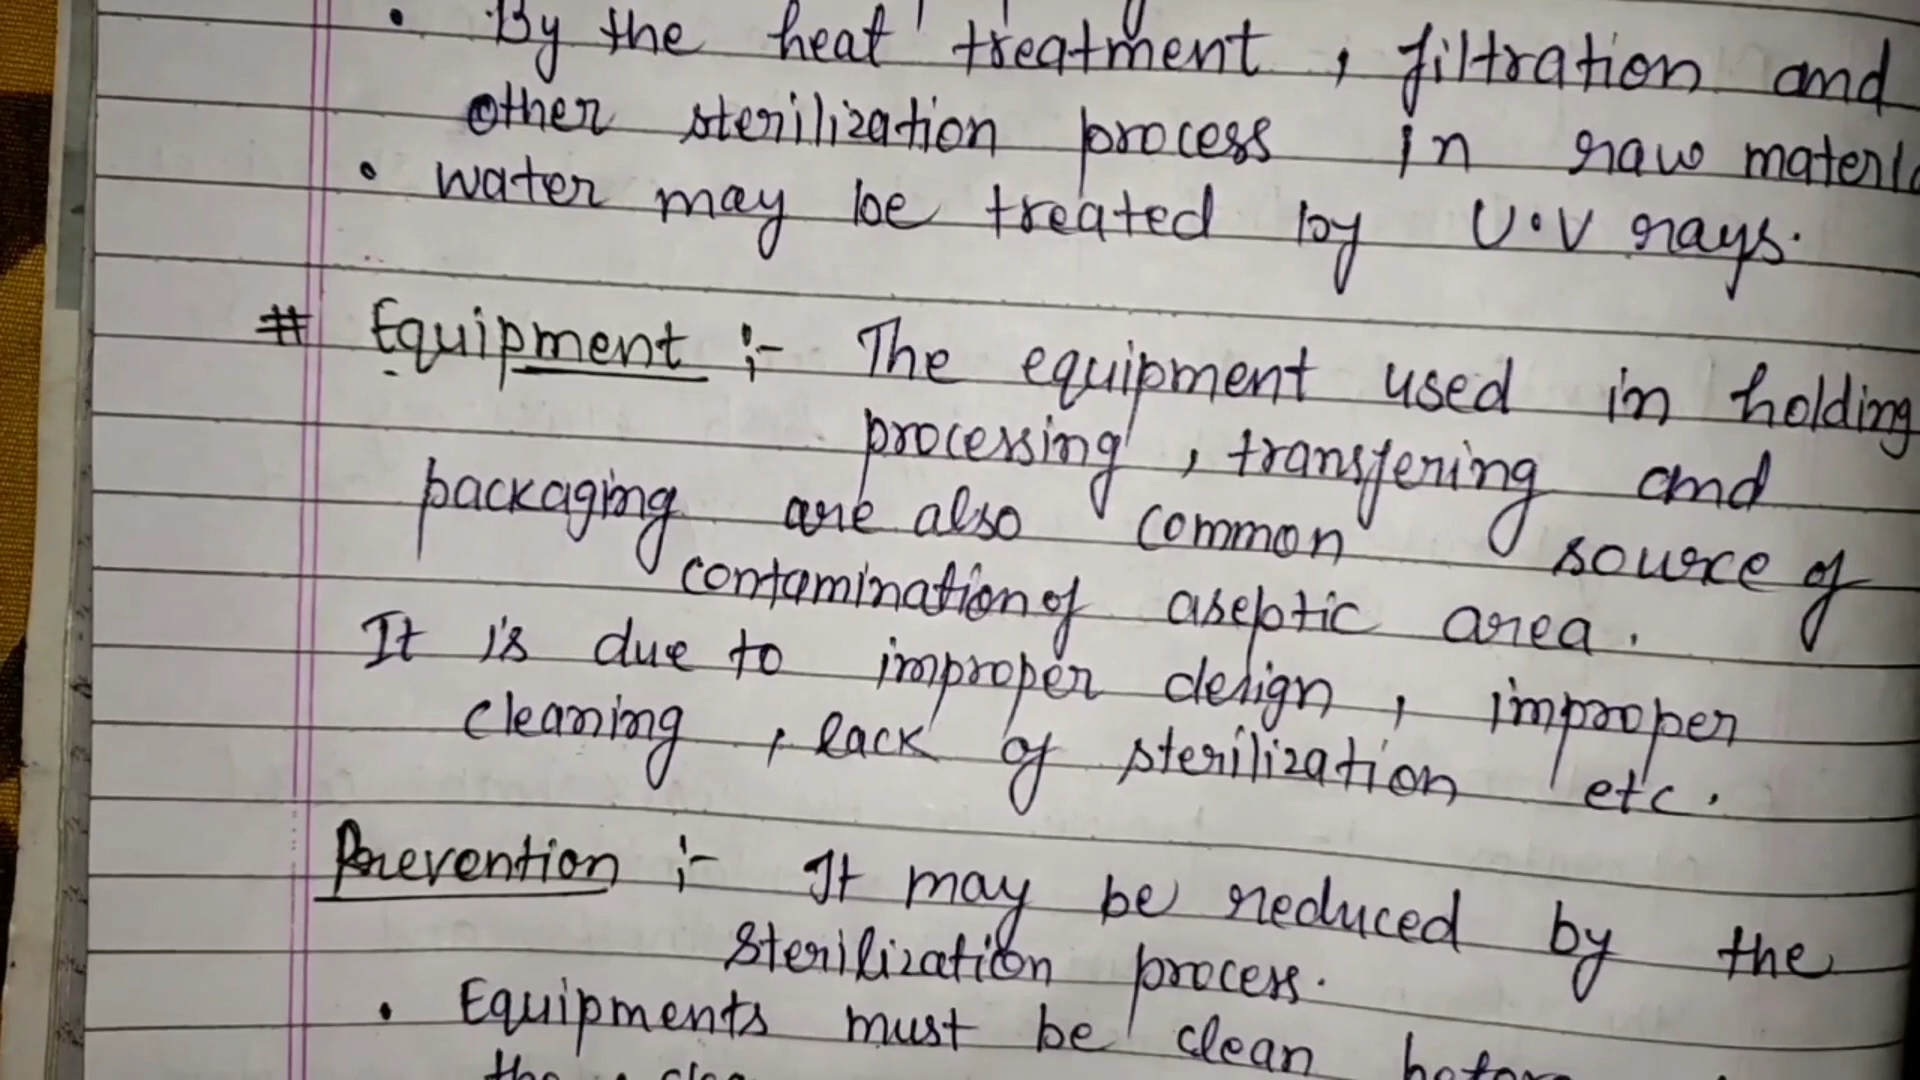 • By the heat treatment, filtration and
other sterilization process in raw
• water may be treated by U.V rays.
# Equipment :- The equipment used in holding
processing, transfering and
packaging are also common source of
contamination of aseptic area.
It is due to improper design, improper
cleaning, lack of sterilization etc.
Prevention :- It may be reduced by the
sterilization process.
• Equipments must be clean before
the